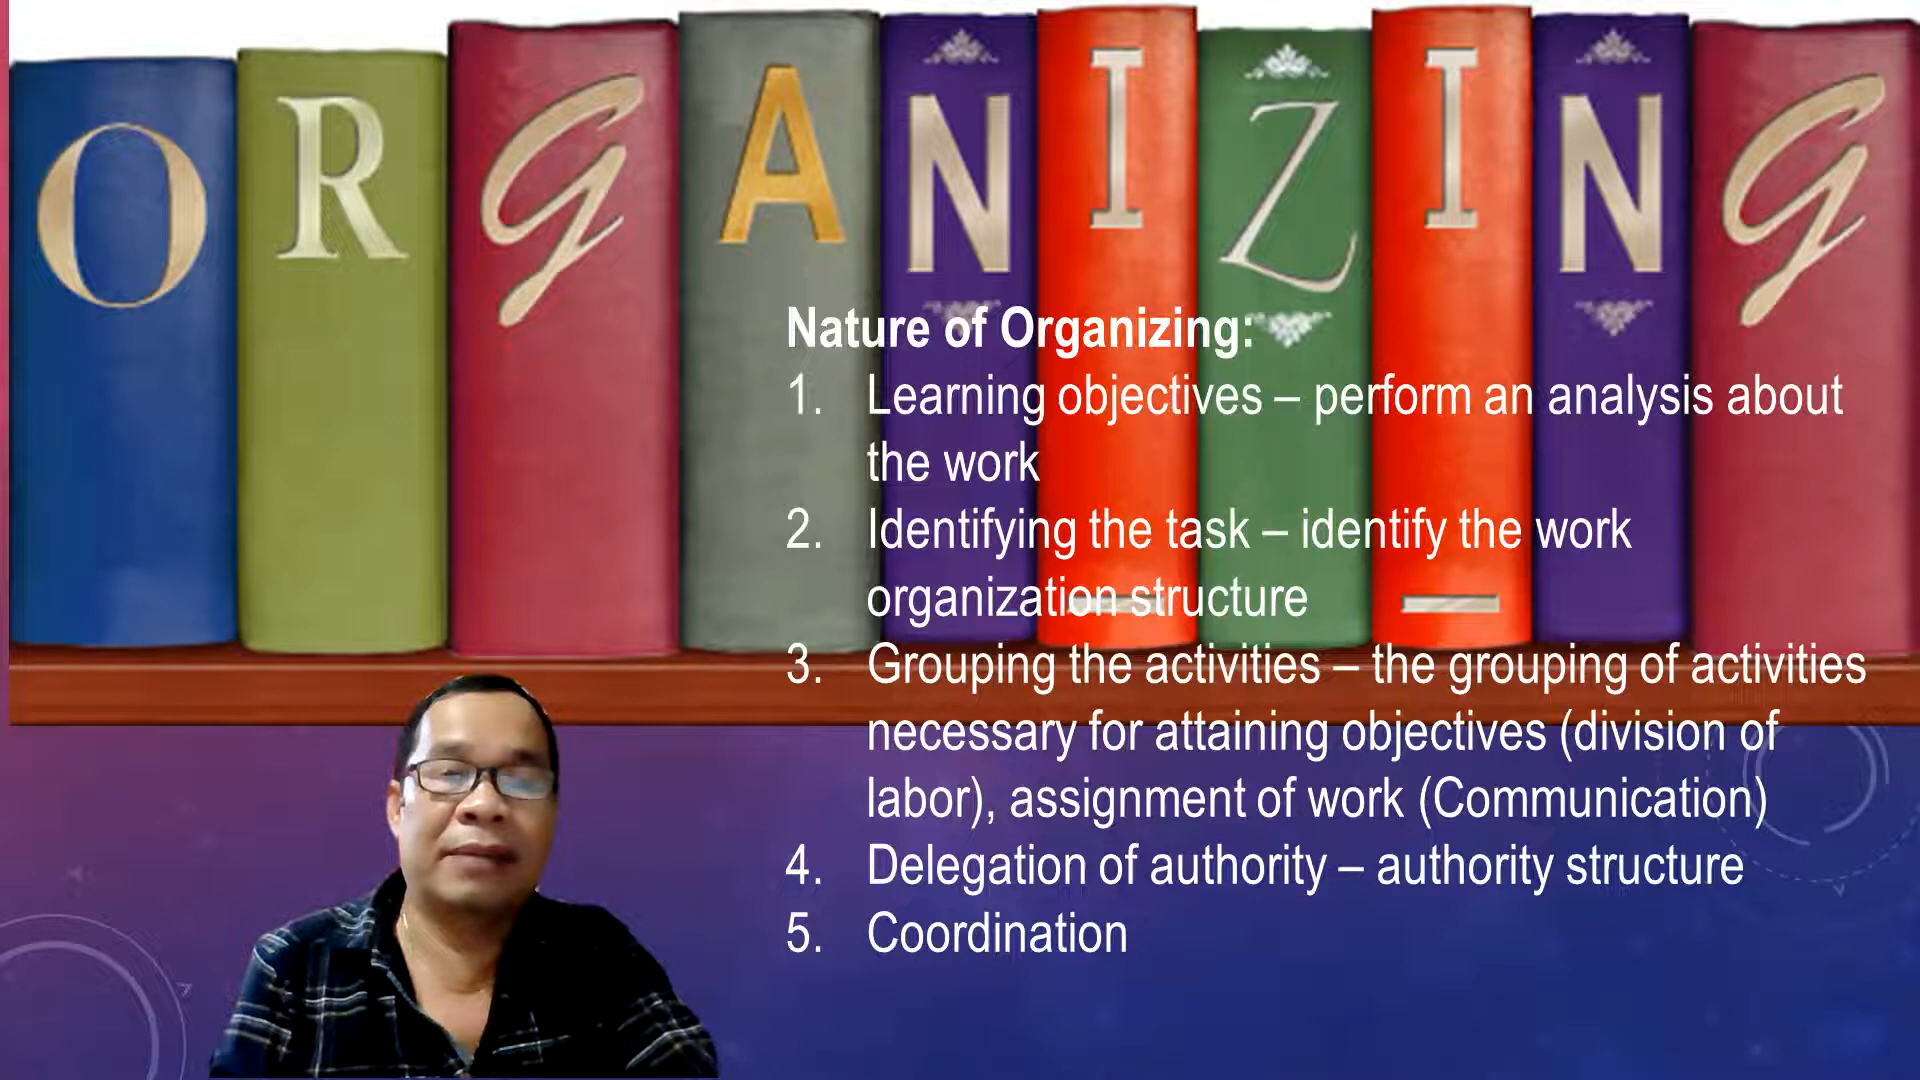 ORGANIZING
Nature of Organizing:
1. Learning objectives – perform an analysis about
the work
2. Identifying the task – identify the work
organization structure
3. Grouping the activities – the grouping of activities
necessary for attaining objectives (division of
labor), assignment of work (Communication)
4. Delegation of authority – authority structure
5. Coordination